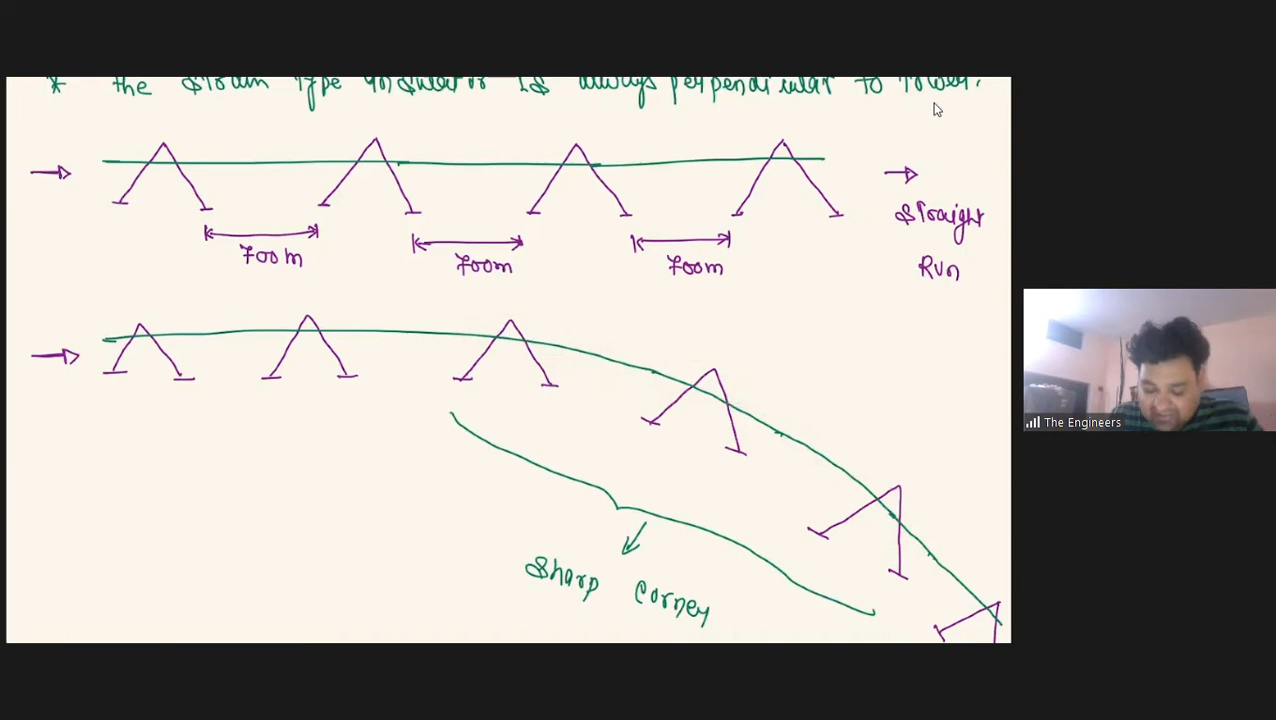 * the strain type insulator is always perpendicular to tower.
700m 700m 700m
Straight
Run
Sharp Corner
The Engineers